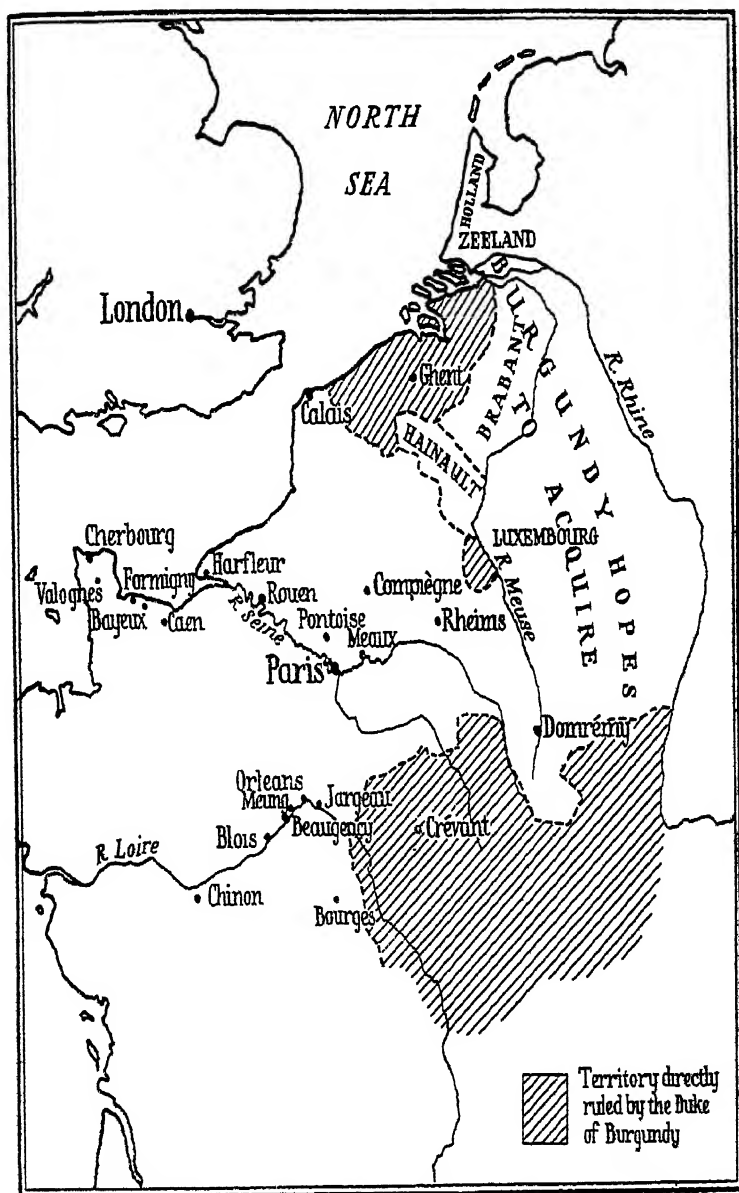 NORTH
SEA
HOLLAND
ZEELAND
London
BURGUNDY HOPES
TO ACQUIRE
BRABANT
R. Rhine
Ghent
Calais
HAINAULT
LUXEMBOURG
R. Meuse
Cherbourg
Valognes
Formigny
Bayeux
Caen
Harfleur
Rouen
R. Seine
Compiègne
Rheims
Pontoise
Meaux
Paris
Domrémy
Orleans
Meung
Jargeau
Beaugency
Blois
Crévant
R. Loire
Chinon
Bourges
Territory directly
ruled by the Duke
of Burgundy